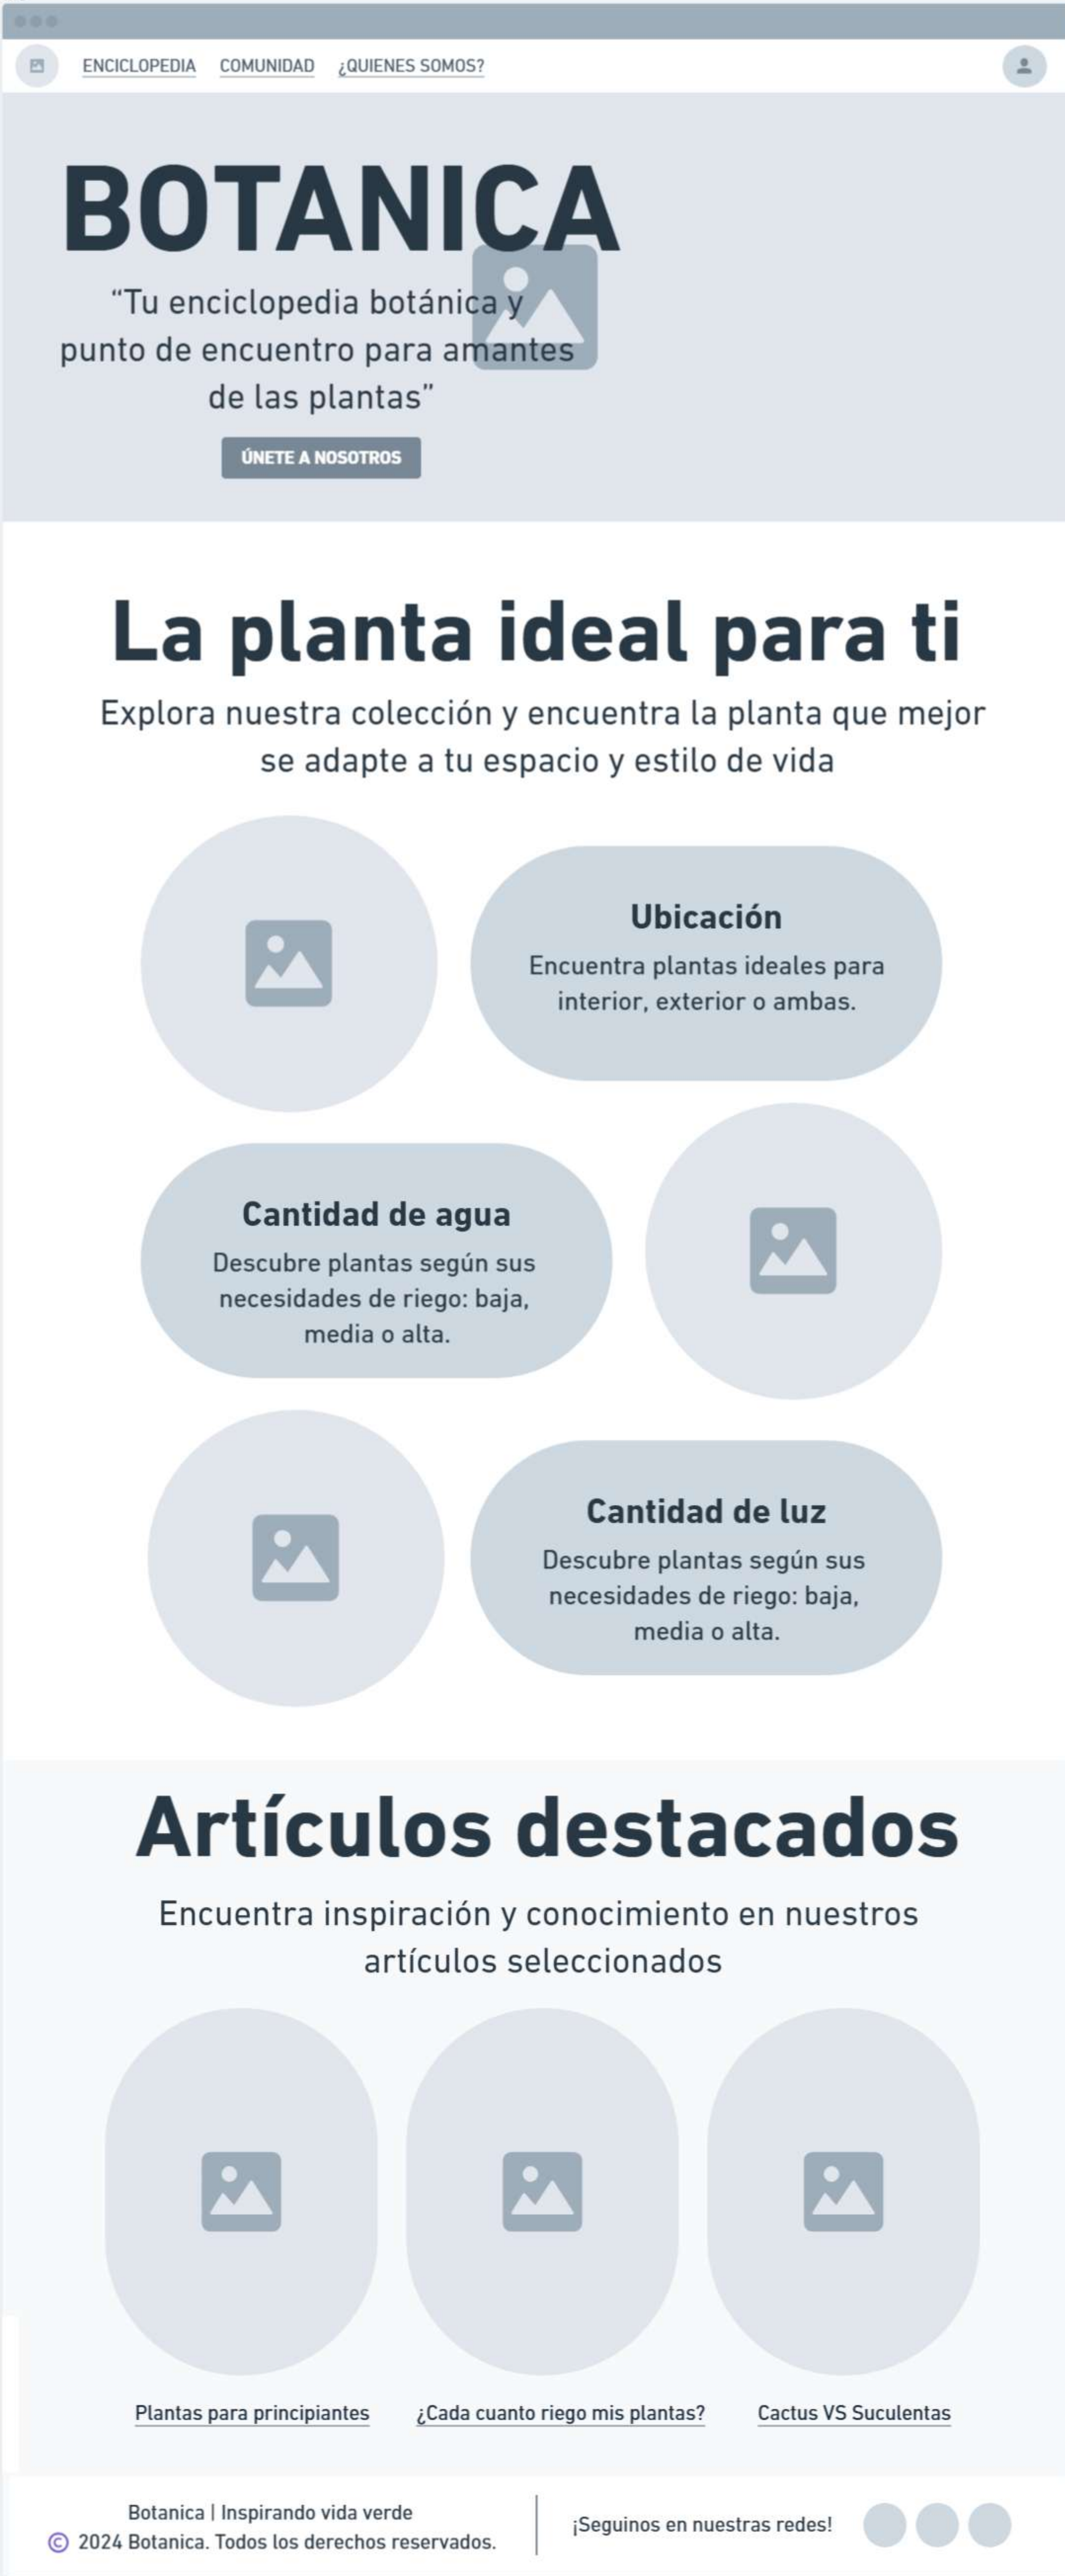 ENCICLOPEDIA COMUNIDAD ¿QUIENES SOMOS?
BOTANICA
“Tu enciclopedia botánica y
punto de encuentro para amantes
de las plantas”
ÚNETE A NOSOTROS
La planta ideal para ti
Explora nuestra colección y encuentra la planta que mejor
se adapte a tu espacio y estilo de vida
Ubicación
Encuentra plantas ideales para
interior, exterior o ambas.
Cantidad de agua
Descubre plantas según sus
necesidades de riego: baja,
media o alta.
Cantidad de luz
Descubre plantas según sus
necesidades de riego: baja,
media o alta.
Artículos destacados
Encuentra inspiración y conocimiento en nuestros
artículos seleccionados
Plantas para principiantes
¿Cada cuanto riego mis plantas?
Cactus VS Suculentas
Botanica | Inspirando vida verde
© 2024 Botanica. Todos los derechos reservados.
¡Seguinos en nuestras redes!